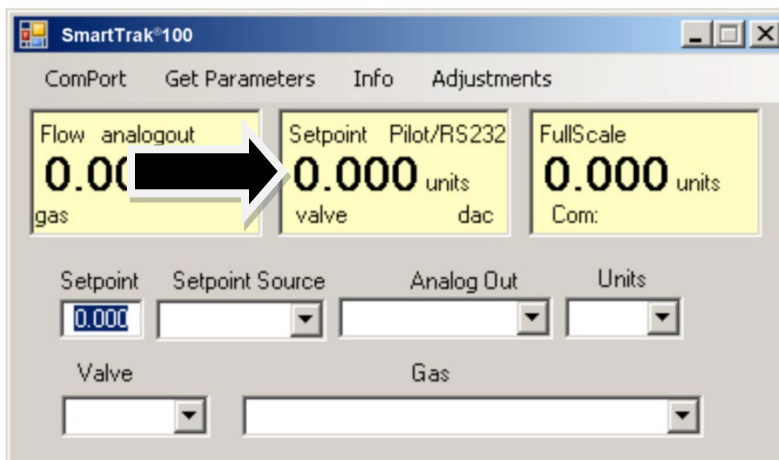 SmartTrak®100
ComPort Get Parameters Info Adjustments
Flow analogout
gas
Setpoint Pilot/RS232
0.000 units
valve dac
FullScale
0.000 units
Com:
Setpoint Setpoint Source Analog Out Units
0.000
Valve Gas